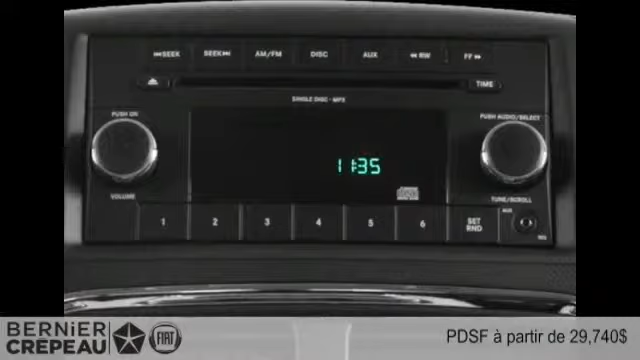 ⏮SEEK SEEK⏭ AM/FM DISC AUX ◂◂ RW FF ▸▸
TIME
SINGLE DISC - MP3
PUSH ON
PUSH AUDIO/SELECT
11:35
VOLUME
TUNE/SCROLL
1 2 3 4 5 6 SET RND
AUX
BERNIER CREPEAU FIAT
PDSF à partir de 29,740$